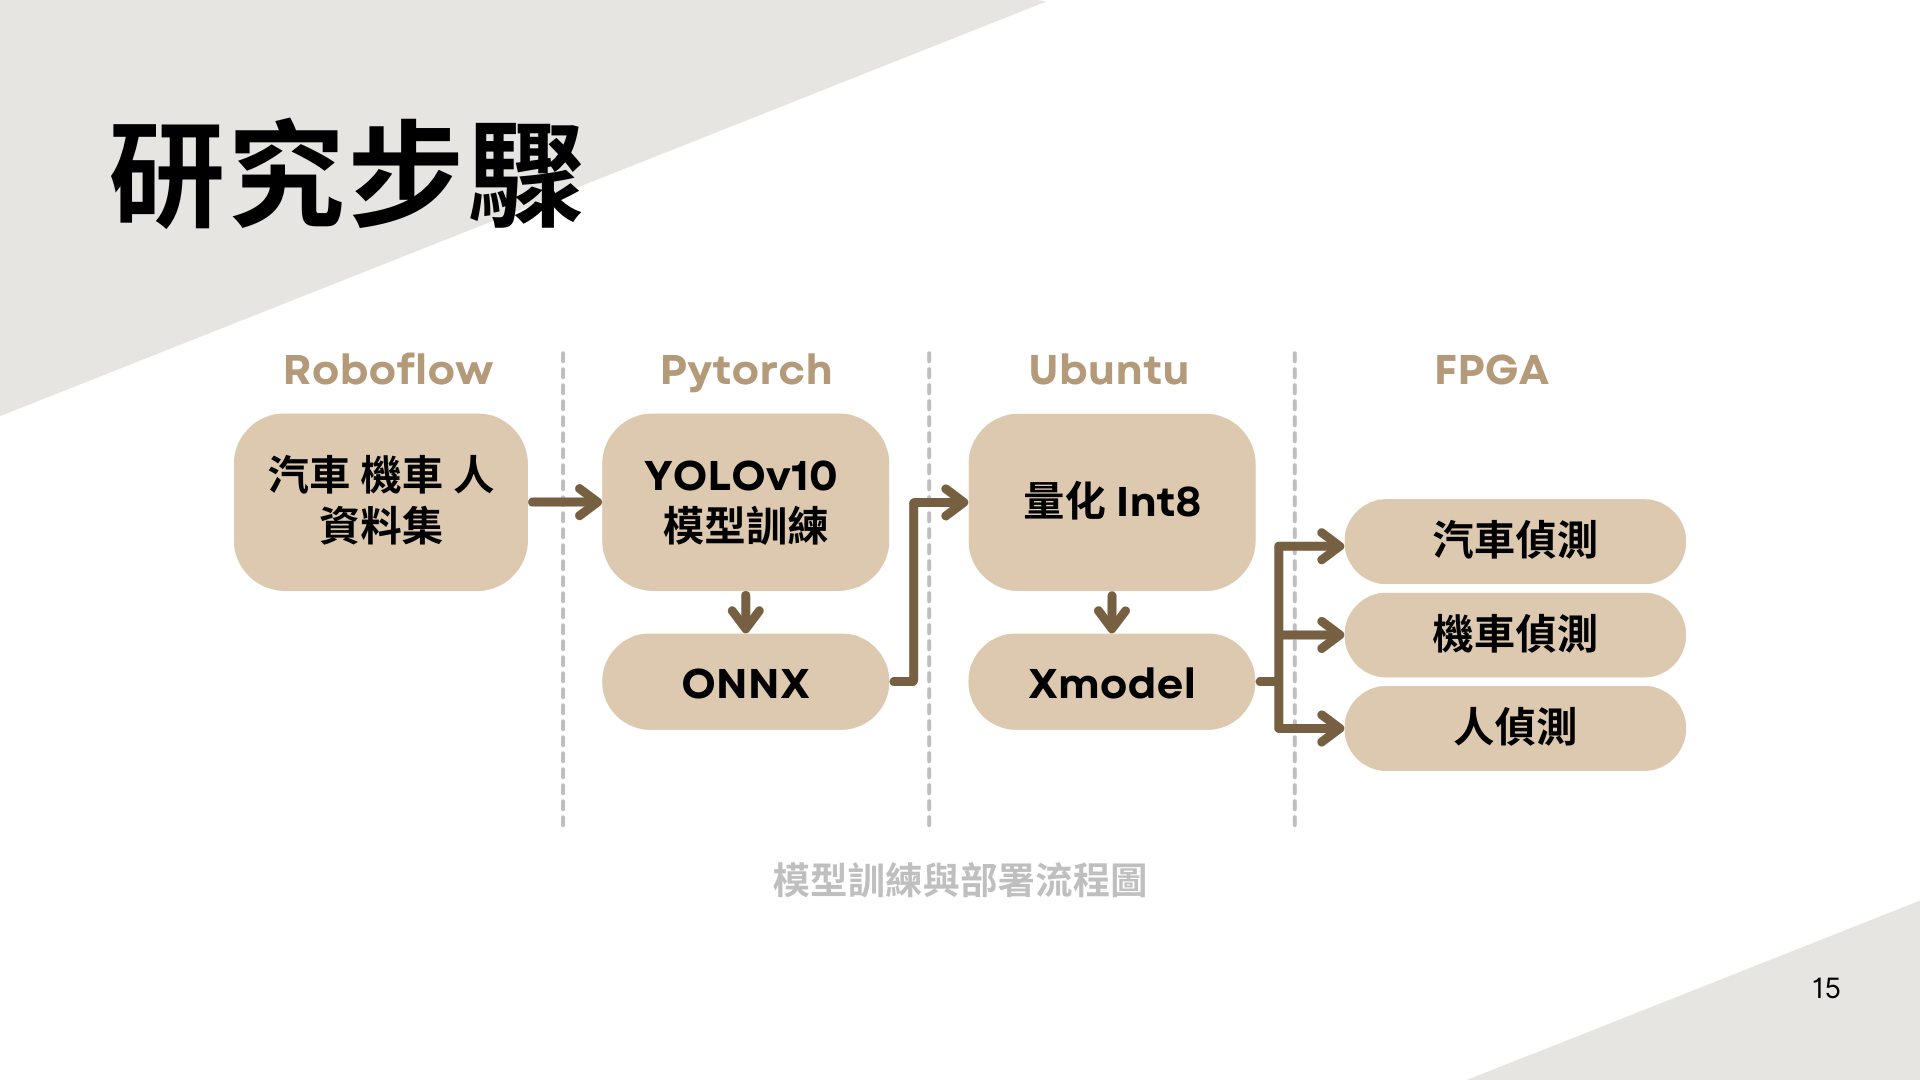 研究步驟
Roboflow
汽車 機車 人
資料集
Pytorch
YOLOv10
模型訓練
ONNX
Ubuntu
量化 Int8
Xmodel
FPGA
汽車偵測
機車偵測
人偵測
模型訓練與部署流程圖
15